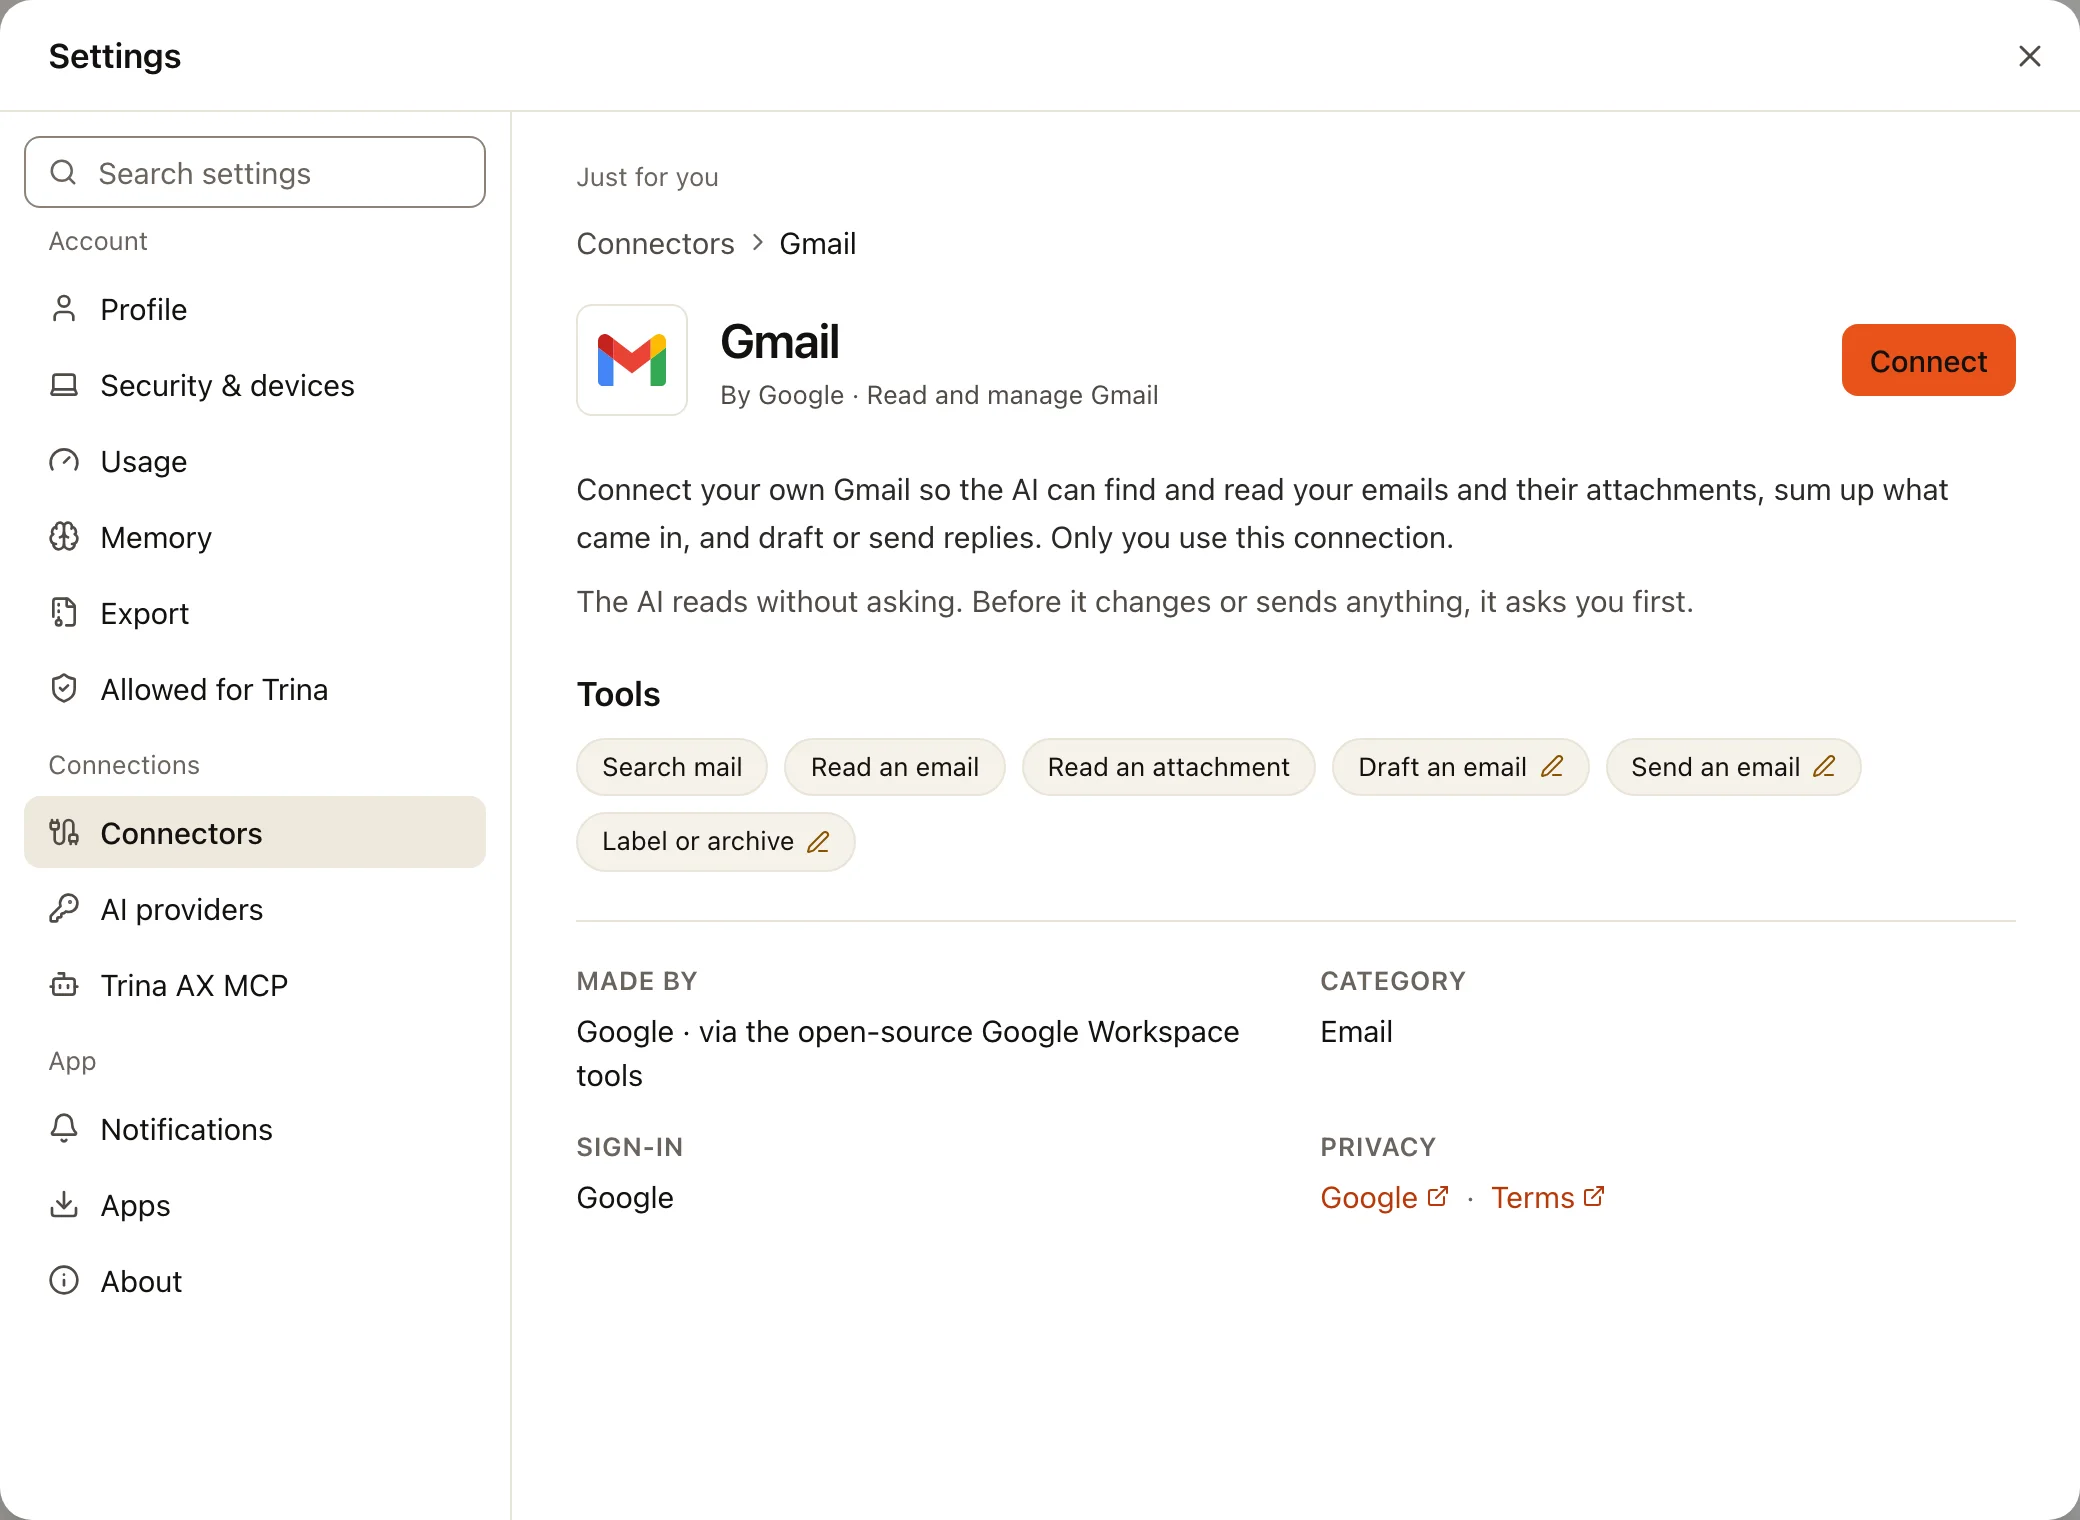 Settings
Search settings
Account
Profile
Security & devices
Usage
Memory
Export
Allowed for Trina
Connections
Connectors
AI providers
Trina AX MCP
App
Notifications
Apps
About
Just for you
Connectors > Gmail
Gmail
By Google · Read and manage Gmail
Connect
Connect your own Gmail so the AI can find and read your emails and their attachments, sum up what
came in, and draft or send replies. Only you use this connection.
The AI reads without asking. Before it changes or sends anything, it asks you first.
Tools
Search mail
Read an email
Read an attachment
Draft an email
Send an email
Label or archive
MADE BY
Google · via the open-source Google Workspace
tools
CATEGORY
Email
SIGN-IN
Google
PRIVACY
Google · Terms